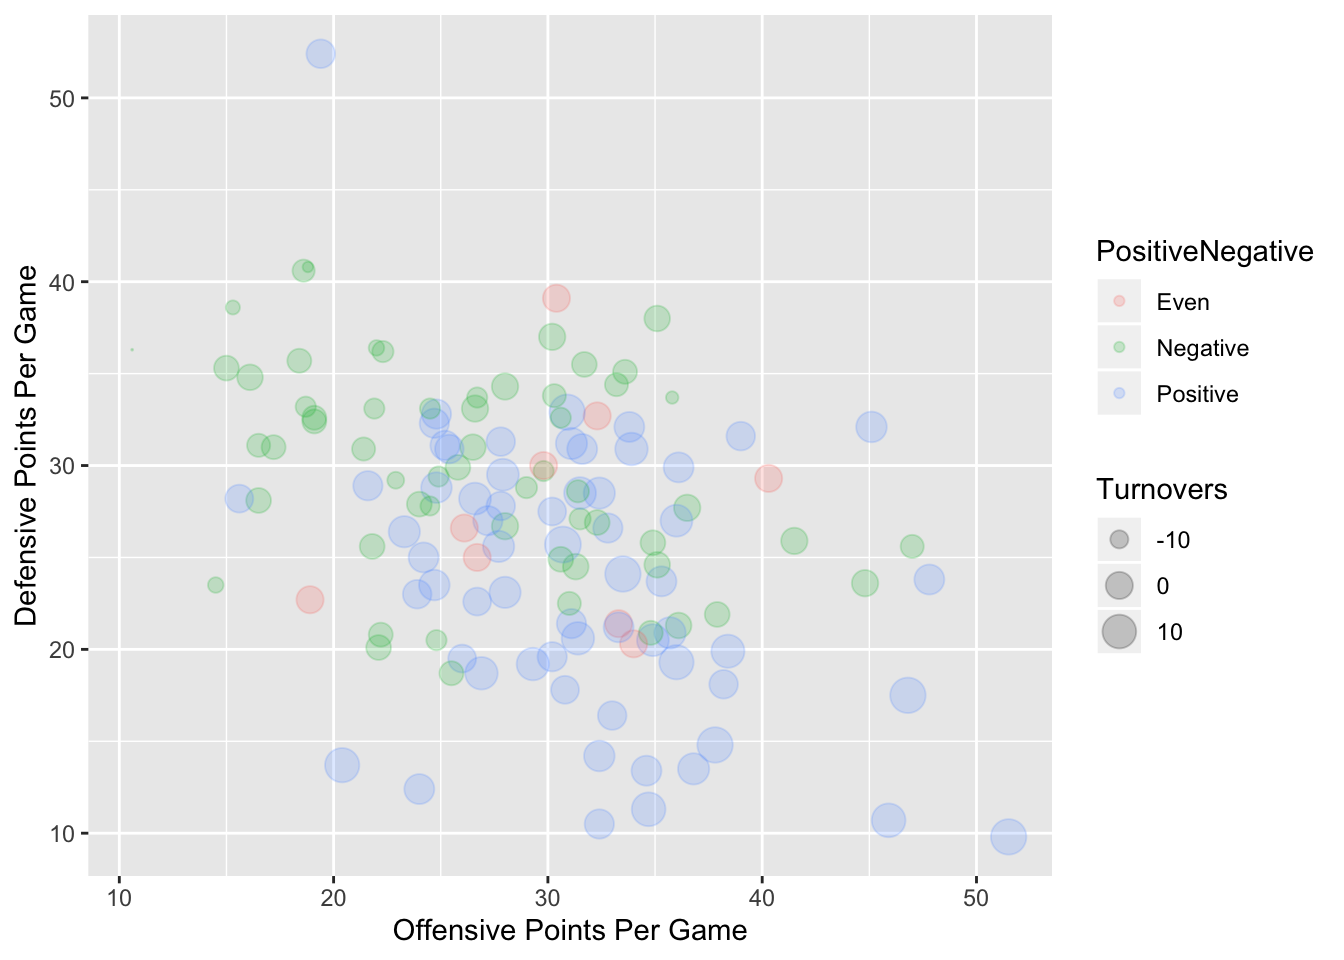 50
40
30
20
10
Defensive Points Per Game
10 20 30 40 50
Offensive Points Per Game
PositiveNegative
Even
Negative
Positive
Turnovers
-10
0
10